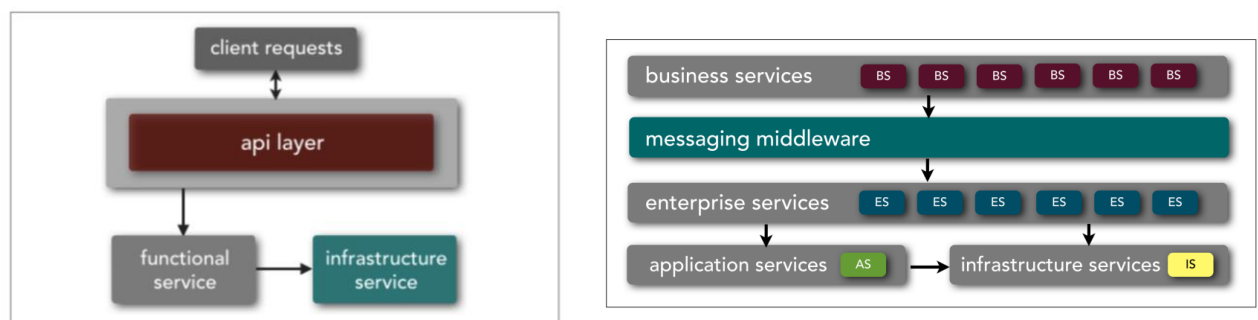 client requests
api layer
functional
service
infrastructure
service
business services BS BS BS BS BS BS
messaging middleware
enterprise services ES ES ES ES ES ES
application services AS infrastructure services IS